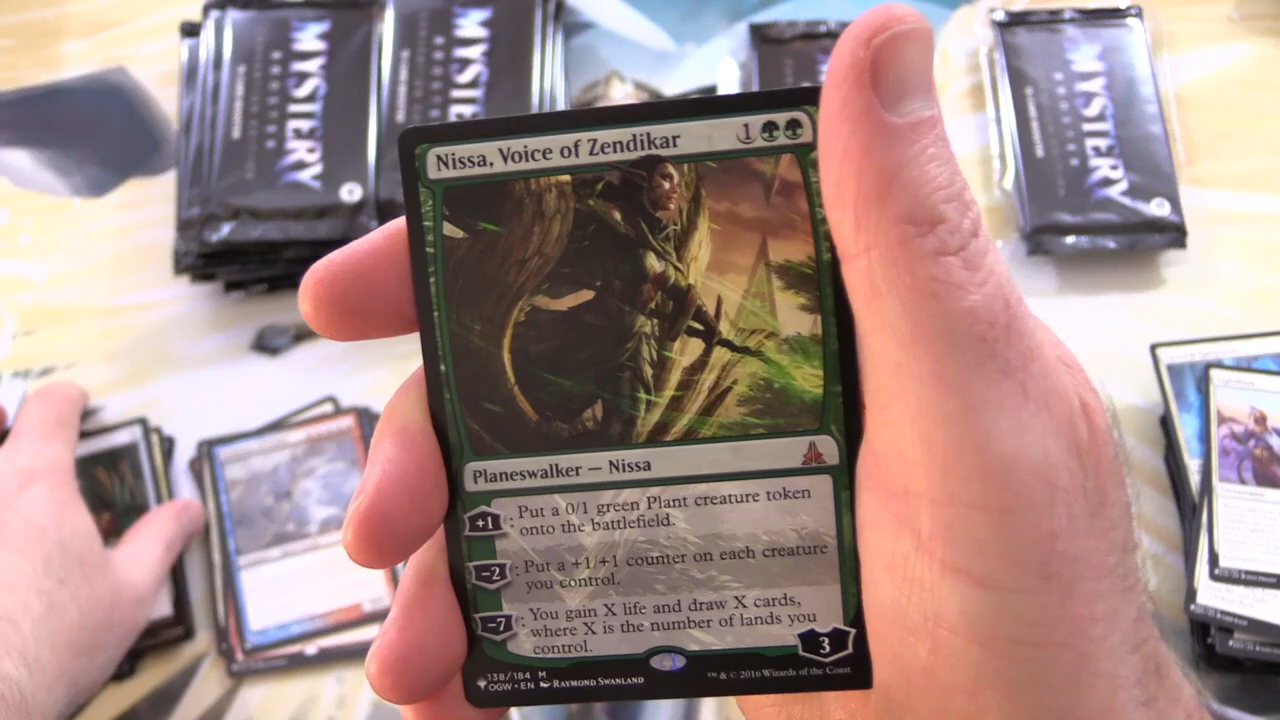 MYSTERY
BOOSTER
MYSTERY
MYSTERY
BOOSTER
Nissa, Voice of Zendikar
1
Planeswalker — Nissa
+1: Put a 0/1 green Plant creature token
onto the battlefield.
−2: Put a +1/+1 counter on each creature
you control.
−7: You gain X life and draw X cards,
where X is the number of lands you
control.
3
138/184 M
OGW • EN Raymond Swanland
™ & © 2016 Wizards of the Coast